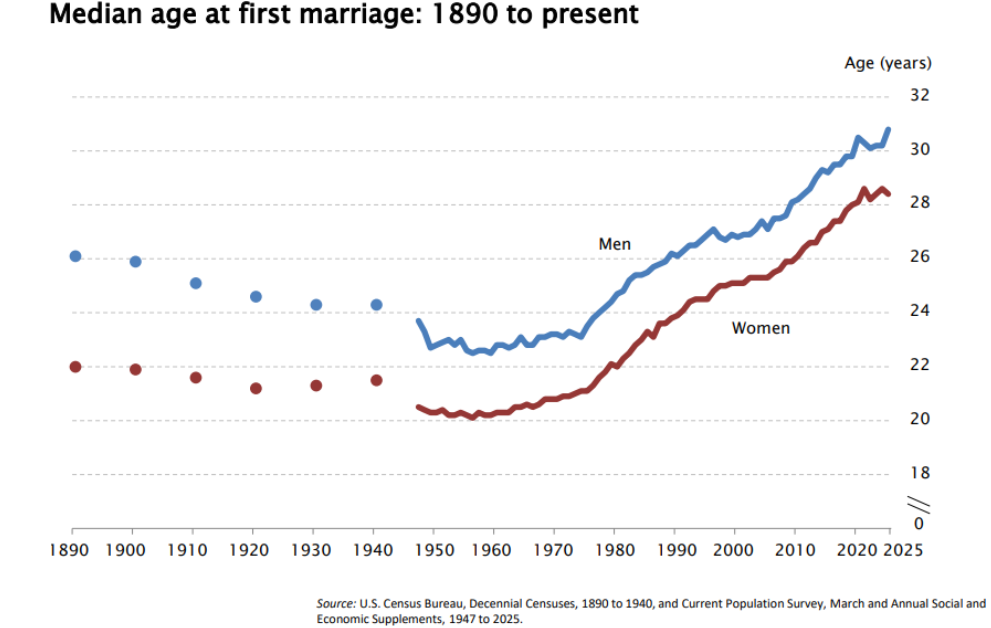 Median age at first marriage: 1890 to present
Age (years)
32
30
28
26
Men
24
Women
22
20
18
0
1890 1900 1910 1920 1930 1940 1950 1960 1970 1980 1990 2000 2010 2020 2025
Source: U.S. Census Bureau, Decennial Censuses, 1890 to 1940, and Current Population Survey, March and Annual Social and
Economic Supplements, 1947 to 2025.